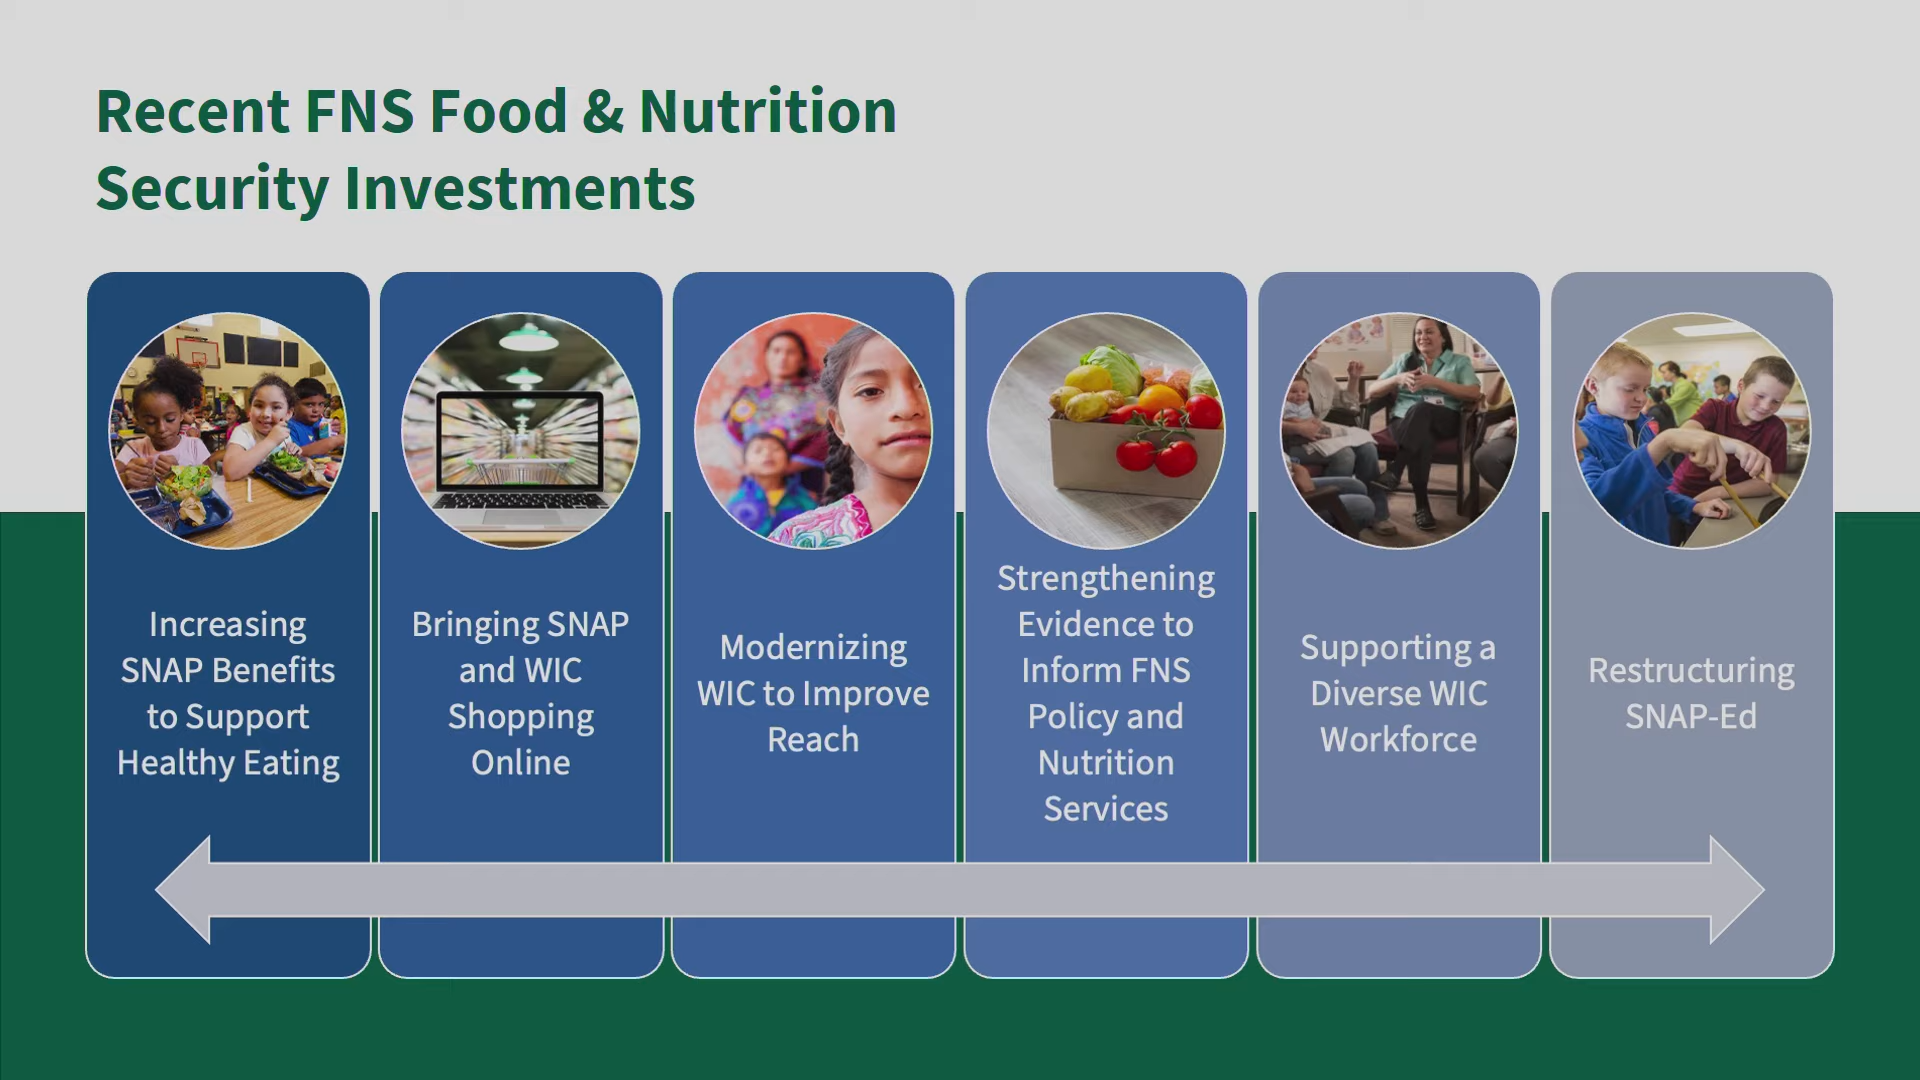 Recent FNS Food & Nutrition
Security Investments
Increasing
SNAP Benefits
to Support
Healthy Eating
Bringing SNAP
and WIC
Shopping
Online
Modernizing
WIC to Improve
Reach
Strengthening
Evidence to
Inform FNS
Policy and
Nutrition
Services
Supporting a
Diverse WIC
Workforce
Restructuring
SNAP-Ed